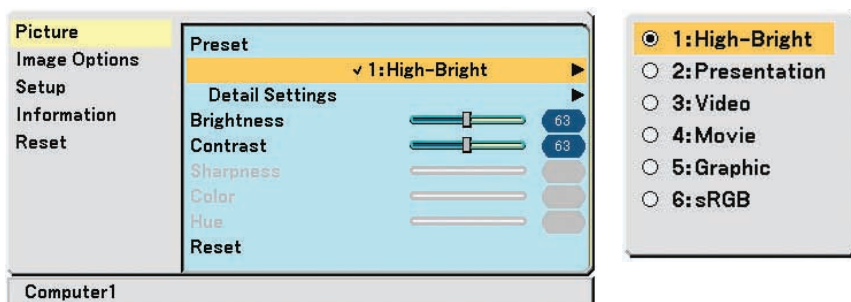 Picture
Image Options
Setup
Information
Reset
Preset
✓ 1:High-Bright
Detail Settings
Brightness 63
Contrast 63
Sharpness
Color
Hue
Reset
Computer1
1:High-Bright
2:Presentation
3:Video
4:Movie
5:Graphic
6:sRGB